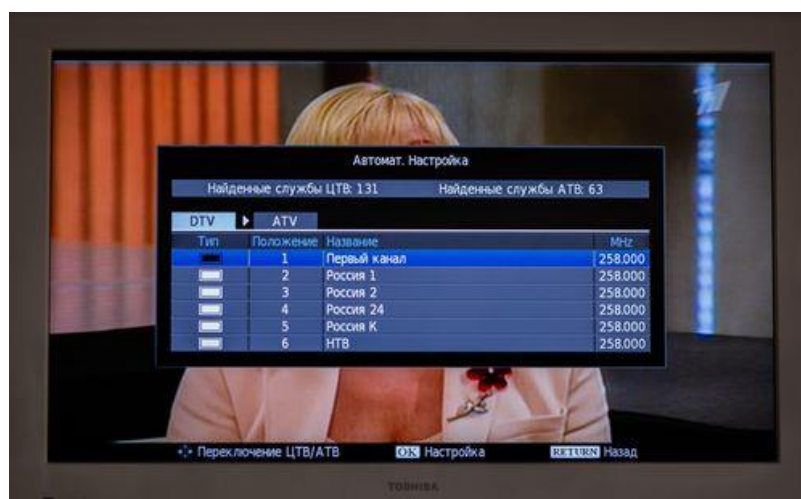 Автомат. Настройка
Найденные службы ЦТВ: 131 Найденные службы АТВ: 63
DTV ATV
Тип Положение Название MHz
1 Первый канал 258.000
2 Россия 1 258.000
3 Россия 2 258.000
4 Россия 24 258.000
5 Россия К 258.000
6 НТВ 258.000
Переключение ЦТВ/АТВ OK Настройка RETURN Назад
TOSHIBA